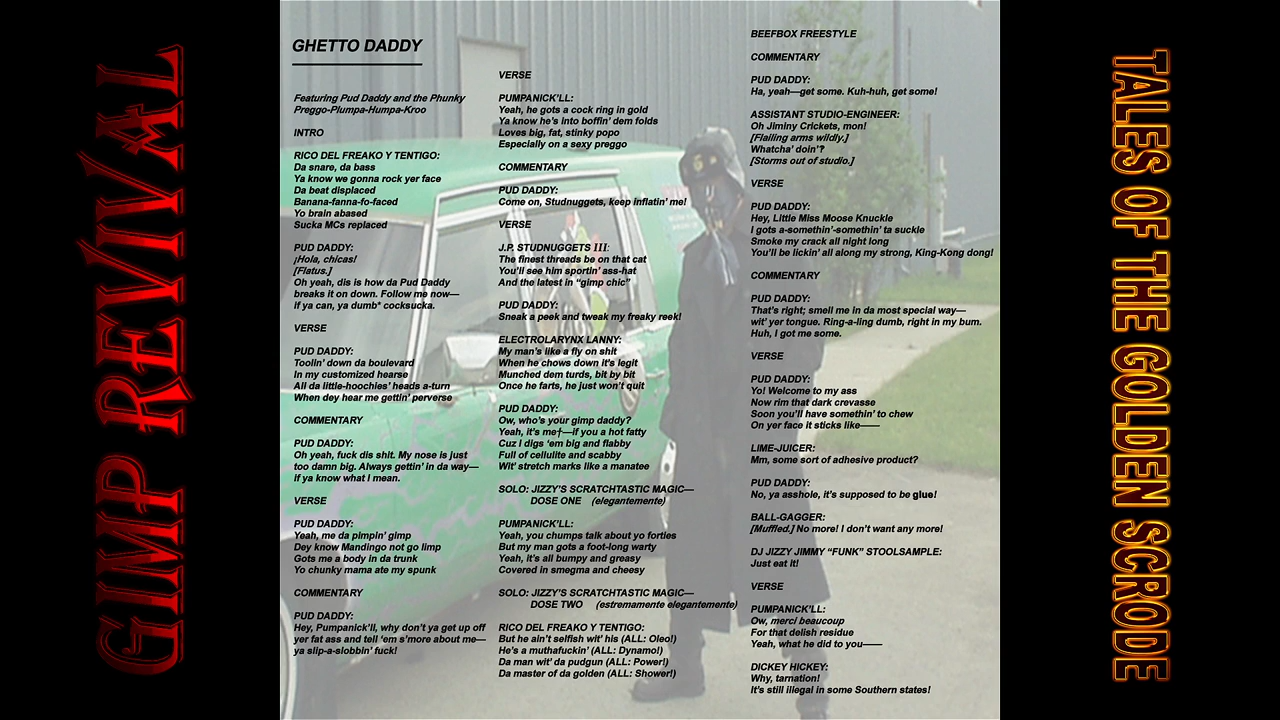 GIMP REVIVAL
GHETTO DADDY
Featuring Pud Daddy and the Phunky
Preggo-Plumpa-Humpa-Kroo
INTRO
RICO DEL FREAKO Y TENTIGO:
Da snare, da bass
Ya know we gonna rock yer face
Da beat displaced
Banana-fanna-fo-faced
Yo brain abased
Sucka MCs replaced
PUD DADDY:
¡Hola, chicas!
[Flatus.]
Oh yeah, dis is how da Pud Daddy
breaks it on down. Follow me now—
if ya can, ya dumb* cocksucka.
VERSE
PUD DADDY:
Toolin' down da boulevard
In my customized hearse
All da little-hoochies' heads a-turn
When dey hear me gettin' perverse
COMMENTARY
PUD DADDY:
Oh yeah, fuck dis shit. My nose is just
too damn big. Always gettin' in da way—
if ya know what I mean.
VERSE
PUD DADDY:
Yeah, me da pimpin' gimp
Dey know Mandingo not go limp
Gots me a body in da trunk
Yo chunky mama ate my spunk
COMMENTARY
PUD DADDY:
Hey, Pumpanick'll, why don't ya get up off
yer fat ass and tell 'em s'more about me—
ya slip-a-slobbin' fuck!
VERSE
PUMPANICK'LL:
Yeah, he gots a cock ring in gold
Ya know he's into boffin' dem folds
Loves big, fat, stinky popo
Especially on a sexy preggo
COMMENTARY
PUD DADDY:
Come on, Studnuggets, keep inflatin' me!
VERSE
J.P. STUDNUGGETS III:
The finest threads be on that cat
You'll see him sportin' ass-hat
And the latest in “gimp chic”
PUD DADDY:
Sneak a peek and tweak my freaky reek!
ELECTROLARYNX LANNY:
My man's like a fly on shit
When he chows down it's legit
Munched dem turds, bit by bit
Once he farts, he just won't quit
PUD DADDY:
Ow, who's your gimp daddy?
Yeah, it's me†—if you a hot fatty
Cuz I digs 'em big and flabby
Full of cellulite and scabby
Wit' stretch marks like a manatee
SOLO: JIZZY'S SCRATCHTASTIC MAGIC—
DOSE ONE (elegantemente)
PUMPANICK'LL:
Yeah, you chumps talk about yo forties
But my man gots a foot-long warty
Yeah, it's all bumpy and greasy
Covered in smegma and cheesy
SOLO: JIZZY'S SCRATCHTASTIC MAGIC—
DOSE TWO (estremamente elegantemente)
RICO DEL FREAKO Y TENTIGO:
But he ain't selfish wit' his (ALL: Oleo!)
He's a muthafuckin' (ALL: Dynamo!)
Da man wit' da pudgun (ALL: Power!)
Da master of da golden (ALL: Shower!)
BEEFBOX FREESTYLE
COMMENTARY
PUD DADDY:
Ha, yeah—get some. Kuh-huh, get some!
ASSISTANT STUDIO-ENGINEER:
Oh Jiminy Crickets, mon!
[Flailing arms wildly.]
Whatcha' doin'‽
[Storms out of studio.]
VERSE
PUD DADDY:
Hey, Little Miss Moose Knuckle
I gots a-somethin'-somethin' ta suckle
Smoke my crack all night long
You'll be lickin' all along my strong, King-Kong dong!
COMMENTARY
PUD DADDY:
That's right; smell me in da most special way—
wit' yer tongue. Ring-a-ling dumb, right in my bum.
Huh, I got me some.
VERSE
PUD DADDY:
Yo! Welcome to my ass
Now rim that dark crevasse
Soon you'll have somethin' to chew
On yer face it sticks like——
LIME-JUICER:
Mm, some sort of adhesive product?
PUD DADDY:
No, ya asshole, it's supposed to be glue!
BALL-GAGGER:
[Muffled.] No more! I don't want any more!
DJ JIZZY JIMMY “FUNK” STOOLSAMPLE:
Just eat it!
VERSE
PUMPANICK'LL:
Ow, merci beaucoup
For that delish residue
Yeah, what he did to you——
DICKEY HICKEY:
Why, tarnation!
It's still illegal in some Southern states!
TALES OF THE GOLDEN SCRODE